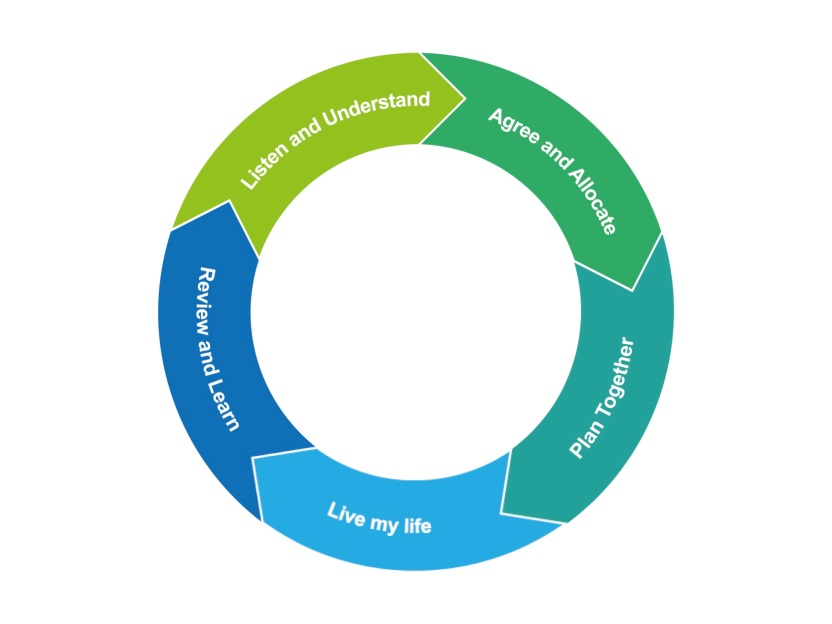 Listen and Understand
Agree and Allocate
Plan Together
Live my life
Review and Learn